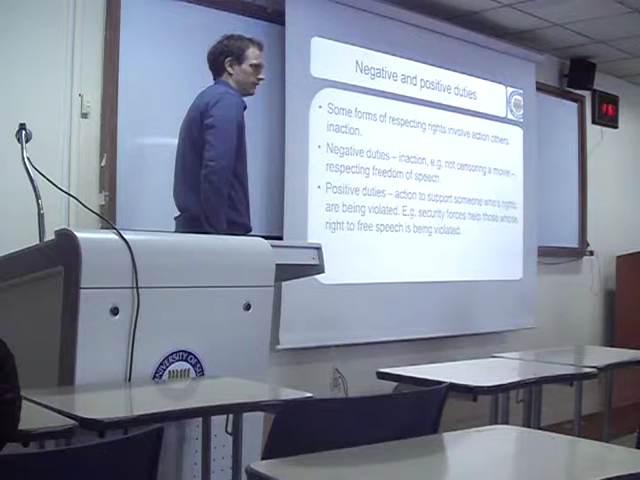 Negative and positive duties
• Some forms of respecting rights involve action others
inaction.
• Negative duties – inaction, e.g. not censoring a movie –
respecting freedom of speech.
• Positive duties – action to support someone who's rights
are being violated. E.g. security forces help those whose
right to free speech is being violated.
UNIVERSITY OF